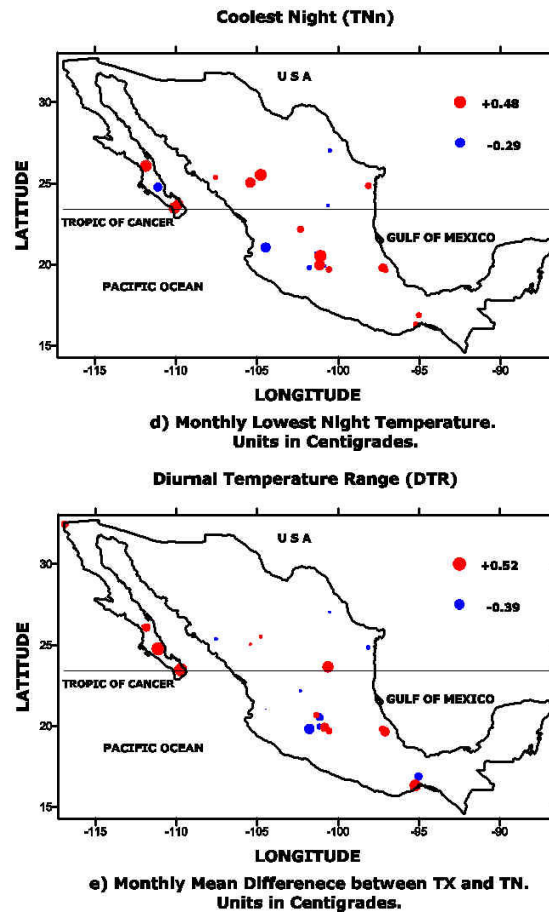 Coolest Night (TNn)
U S A
30
+0.48
-0.29
25
LATITUDE
TROPIC OF CANCER
GULF OF MEXICO
20
PACIFIC OCEAN
15
-115 -110 -105 -100 -95 -90
LONGITUDE
d) Monthly Lowest Night Temperature.
Units in Centigrades.
Diurnal Temperature Range (DTR)
U S A
30
+0.52
-0.39
25
LATITUDE
TROPIC OF CANCER
GULF OF MEXICO
20
PACIFIC OCEAN
15
-115 -110 -105 -100 -95 -90
LONGITUDE
e) Monthly Mean Differenece between TX and TN.
Units in Centigrades.